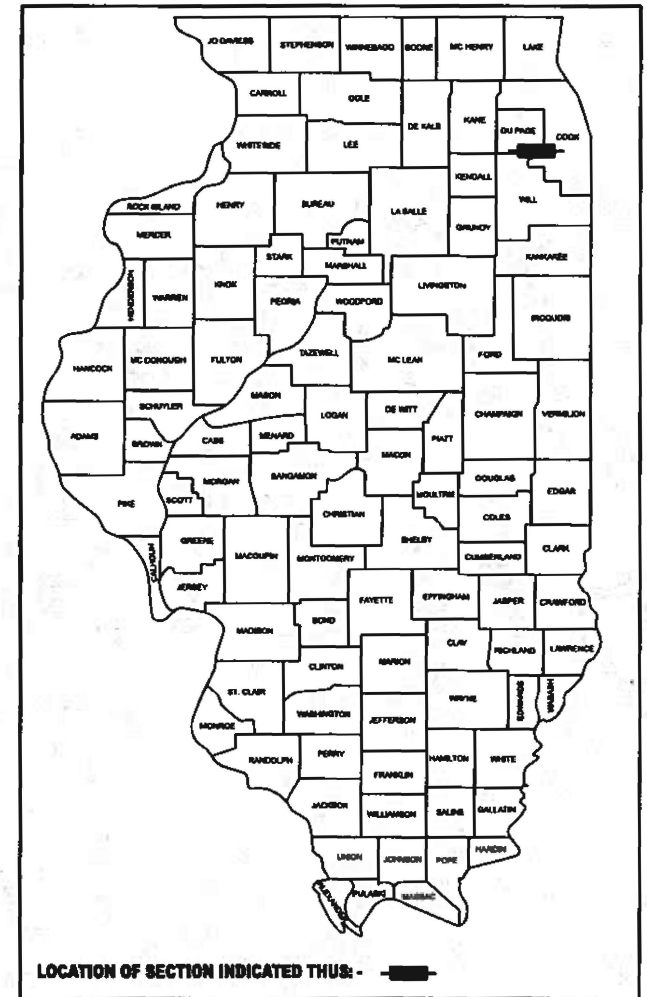 JO DAVIESS STEPHENSON WINNEBAGO BOONE MC HENRY LAKE
CARROLL OGLE DE KALB KANE DU PAGE COOK
WHITESIDE LEE
KENDALL WILL
ROCK ISLAND HENRY BUREAU LA SALLE GRUNDY
MERCER PUTNAM
STARK MARSHALL KANKAKEE
HENDERSON WARREN KNOX PEORIA WOODFORD LIVINGSTON IROQUOIS
HANCOCK MC DONOUGH FULTON TAZEWELL MC LEAN FORD
MASON
SCHUYLER LOGAN DE WITT CHAMPAIGN VERMILION
ADAMS BROWN CASS MENARD MACON PIATT
MORGAN SANGAMON DOUGLAS EDGAR
PIKE SCOTT CHRISTIAN MOULTRIE COLES
GREENE MACOUPIN MONTGOMERY SHELBY CUMBERLAND CLARK
CALHOUN JERSEY FAYETTE EFFINGHAM JASPER CRAWFORD
MADISON BOND
CLINTON MARION CLAY RICHLAND LAWRENCE
ST. CLAIR WASHINGTON WAYNE EDWARDS WABASH
MONROE JEFFERSON
RANDOLPH PERRY HAMILTON WHITE
FRANKLIN
JACKSON WILLIAMSON SALINE GALLATIN
UNION JOHNSON POPE HARDIN
ALEXANDER PULASKI MASSAC
LOCATION OF SECTION INDICATED THUS: -